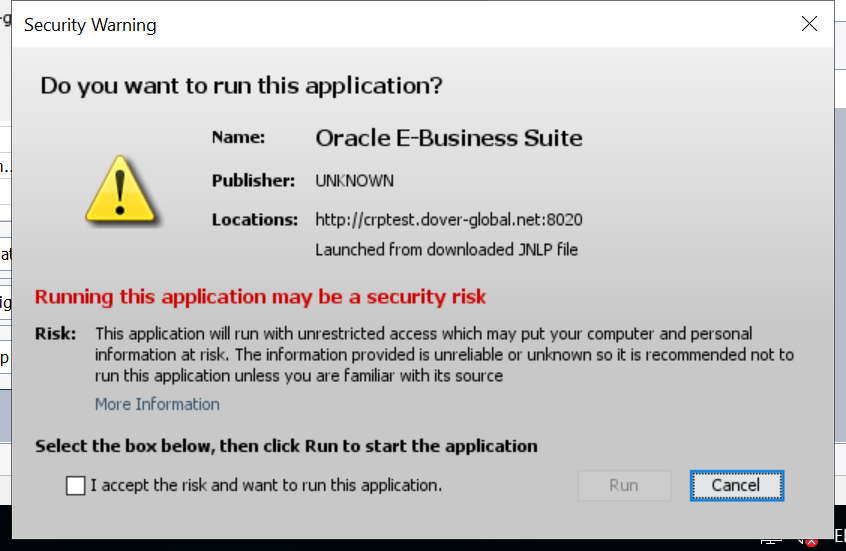 Security Warning
Do you want to run this application?
Name: Oracle E-Business Suite
Publisher: UNKNOWN
Locations: http://crptest.dover-global.net:8020
Launched from downloaded JNLP file
Running this application may be a security risk
Risk: This application will run with unrestricted access which may put your computer and personal
information at risk. The information provided is unreliable or unknown so it is recommended not to
run this application unless you are familiar with its source
More Information
Select the box below, then click Run to start the application
I accept the risk and want to run this application.
Run
Cancel